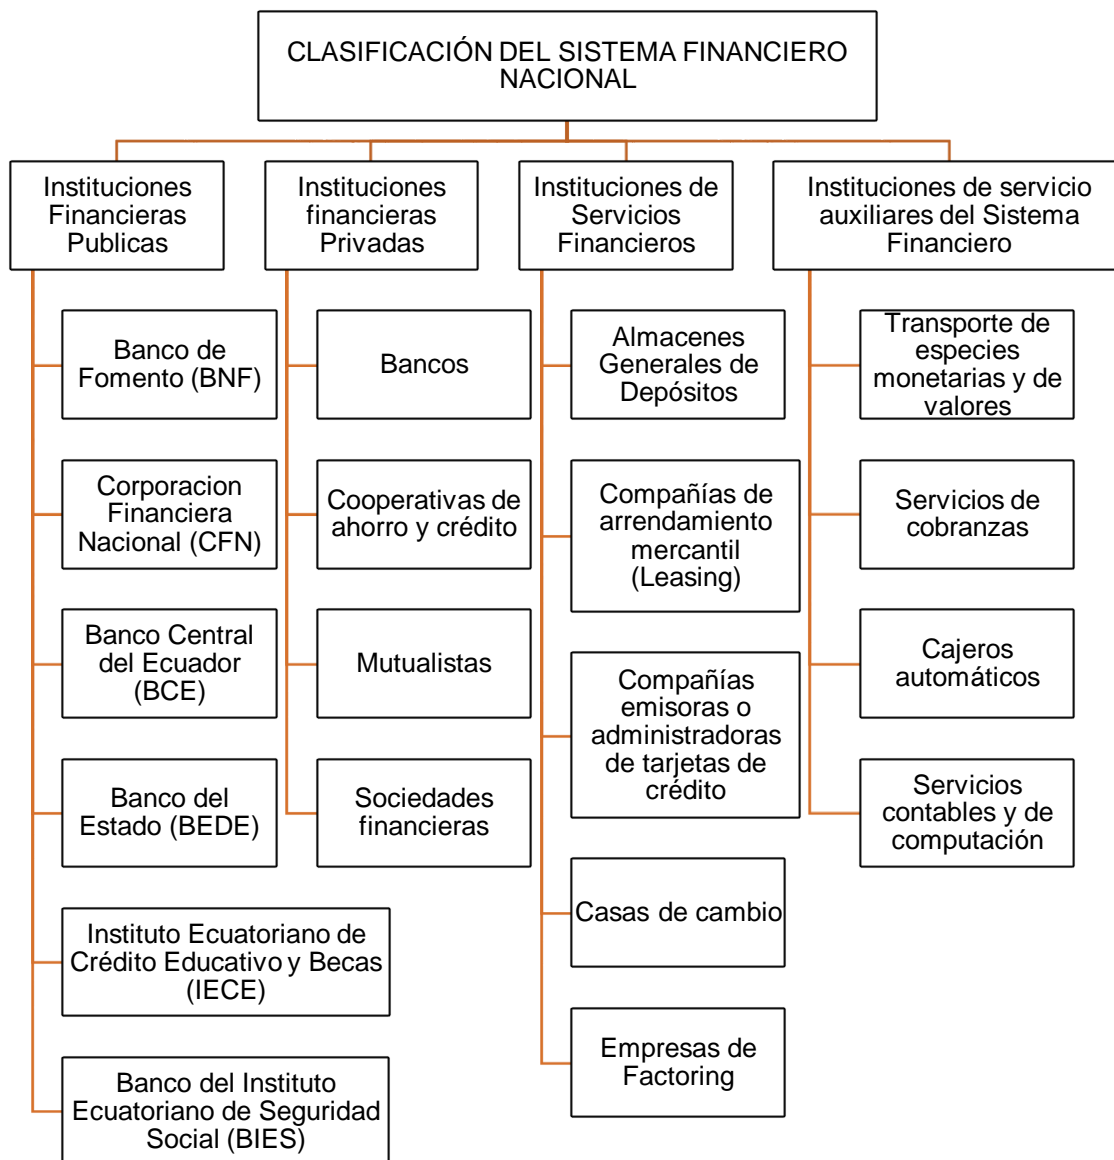 CLASIFICACIÓN DEL SISTEMA FINANCIERO
NACIONAL
Instituciones
Financieras
Publicas
Banco de
Fomento (BNF)
Corporacion
Financiera
Nacional (CFN)
Banco Central
del Ecuador
(BCE)
Banco del
Estado (BEDE)
Instituto Ecuatoriano de
Crédito Educativo y Becas
(IECE)
Banco del Instituto
Ecuatoriano de Seguridad
Social (BIES)
Instituciones
financieras
Privadas
Bancos
Cooperativas de
ahorro y crédito
Mutualistas
Sociedades
financieras
Instituciones de
Servicios
Financieros
Almacenes
Generales de
Depósitos
Compañías de
arrendamiento
mercantil
(Leasing)
Compañías
emisoras o
administradoras
de tarjetas de
crédito
Casas de cambio
Empresas de
Factoring
Instituciones de servicio
auxiliares del Sistema
Financiero
Transporte de
especies
monetarias y de
valores
Servicios de
cobranzas
Cajeros
automáticos
Servicios
contables y de
computación